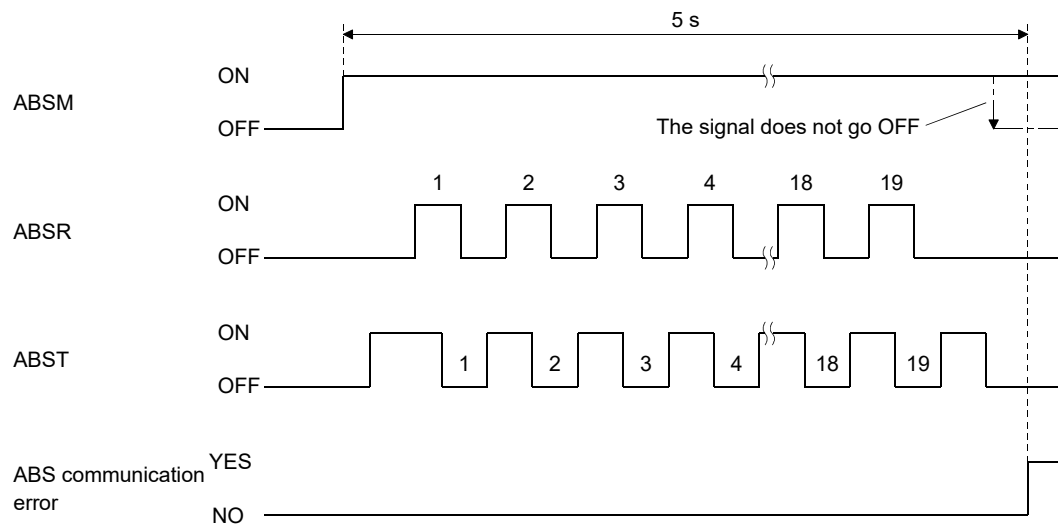 5 s
ON
ABSM
OFF
The signal does not go OFF
1 2 3 4 18 19
ON
ABSR
OFF
ON
ABST
1 2 3 4 18 19
OFF
YES
ABS communication
error
NO